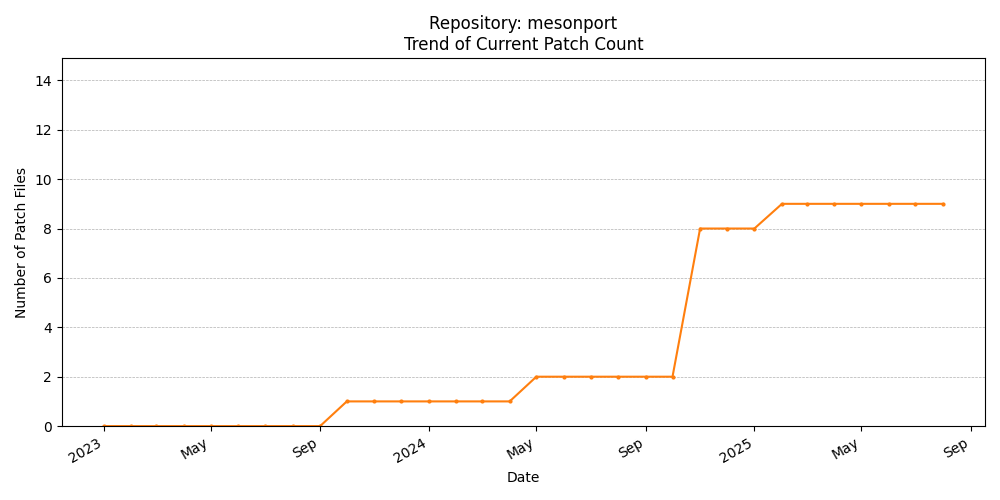 Repository: mesonport
Trend of Current Patch Count
14
12
10
8
6
4
2
0
Number of Patch Files
2023
May
Sep
2024
May
Sep
2025
May
Sep
Date